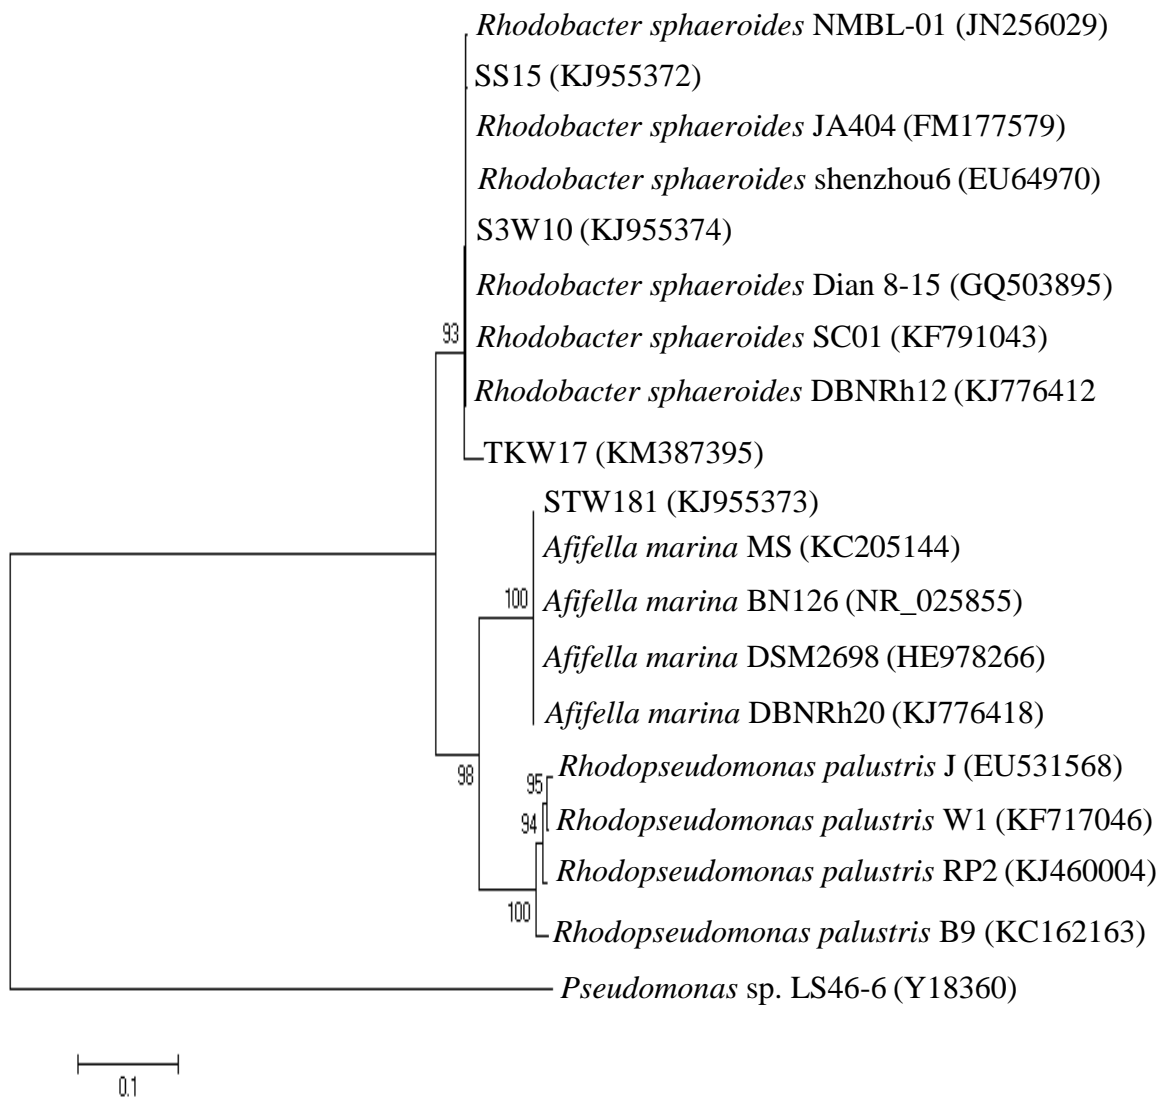 Rhodobacter sphaeroides NMBL-01 (JN256029)
SS15 (KJ955372)
Rhodobacter sphaeroides JA404 (FM177579)
Rhodobacter sphaeroides shenzhou6 (EU64970)
S3W10 (KJ955374)
Rhodobacter sphaeroides Dian 8-15 (GQ503895)
93
Rhodobacter sphaeroides SC01 (KF791043)
Rhodobacter sphaeroides DBNRh12 (KJ776412
TKW17 (KM387395)
STW181 (KJ955373)
Afifella marina MS (KC205144)
100
Afifella marina BN126 (NR_025855)
Afifella marina DSM2698 (HE978266)
Afifella marina DBNRh20 (KJ776418)
98
Rhodopseudomonas palustris J (EU531568)
95
94
Rhodopseudomonas palustris W1 (KF717046)
Rhodopseudomonas palustris RP2 (KJ460004)
100
Rhodopseudomonas palustris B9 (KC162163)
Pseudomonas sp. LS46-6 (Y18360)
0.1